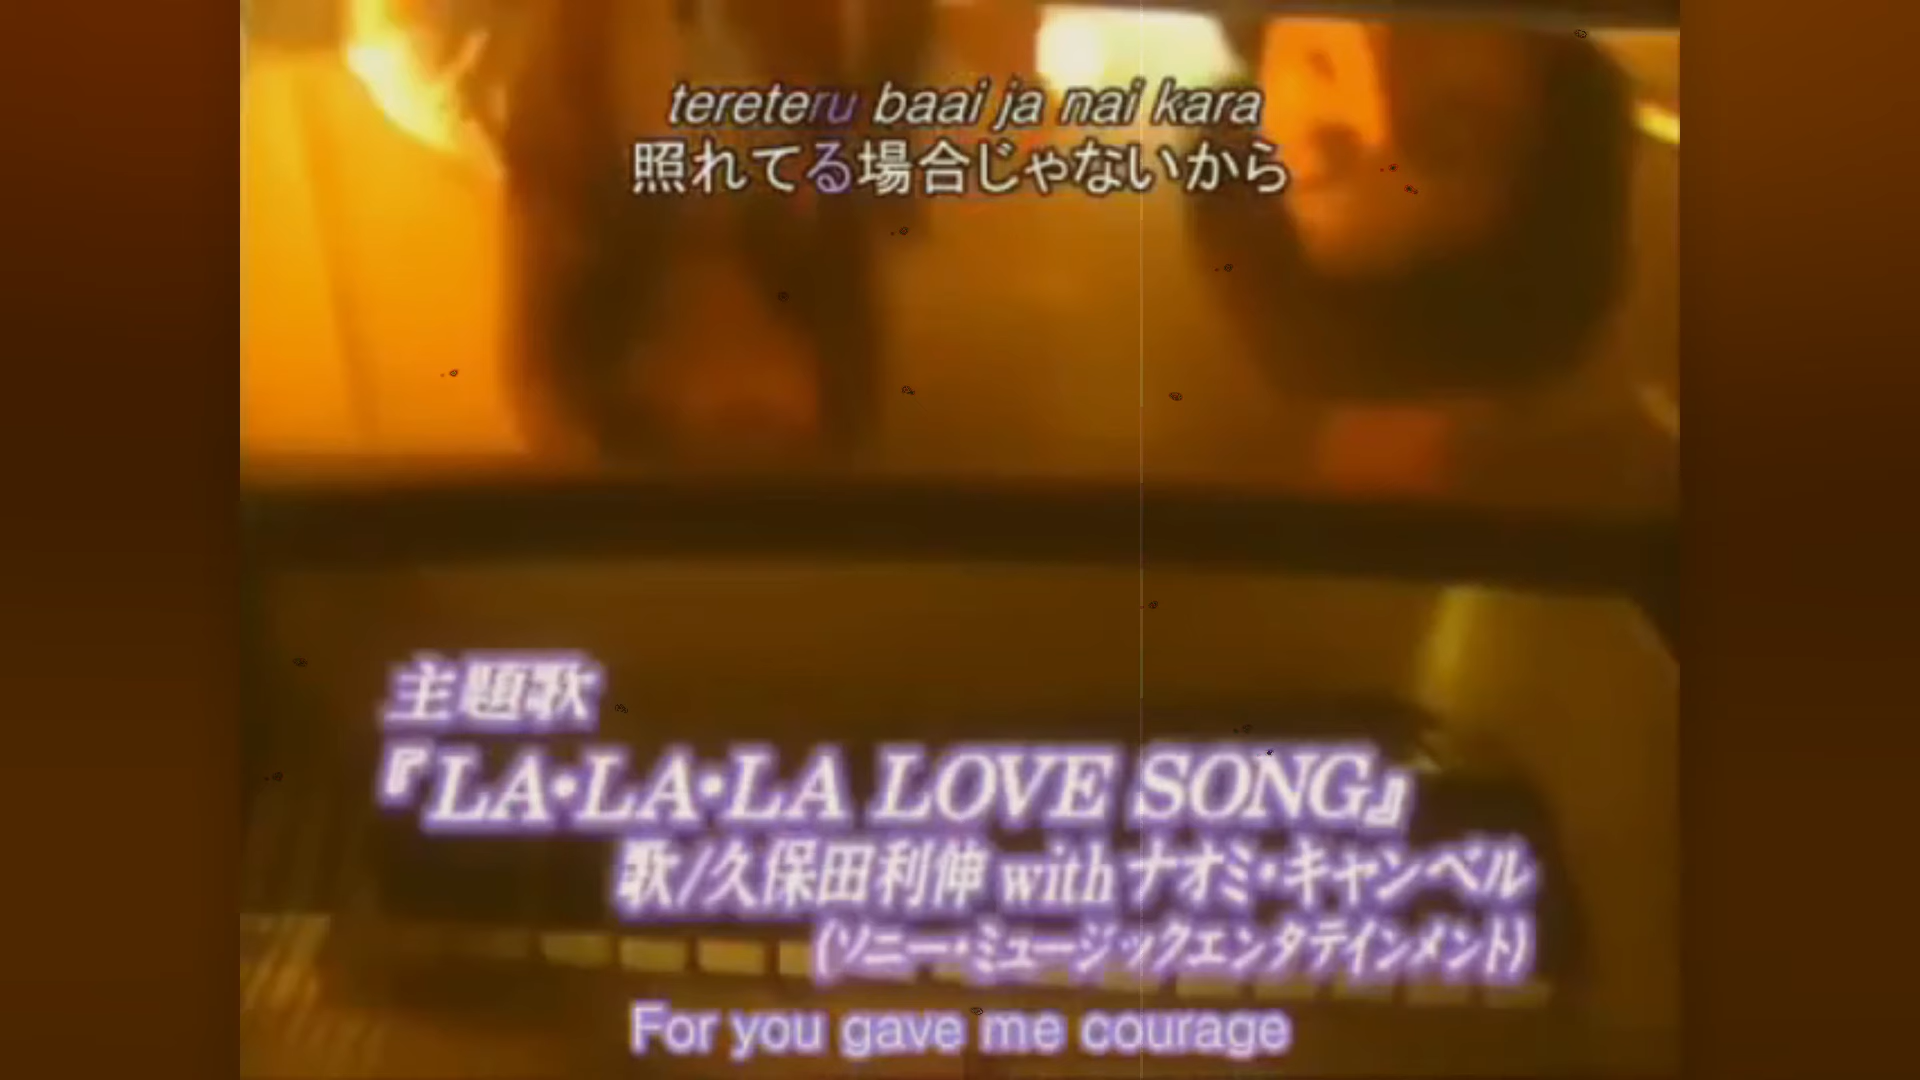 tereteru baai ja nai kara
照れてる場合じゃないから
主題歌
『LA・LA・LA LOVE SONG』
歌/久保田利伸 with ナオミ・キャンベル
(ソニー・ミュージックエンタテインメント)
For you gave me courage